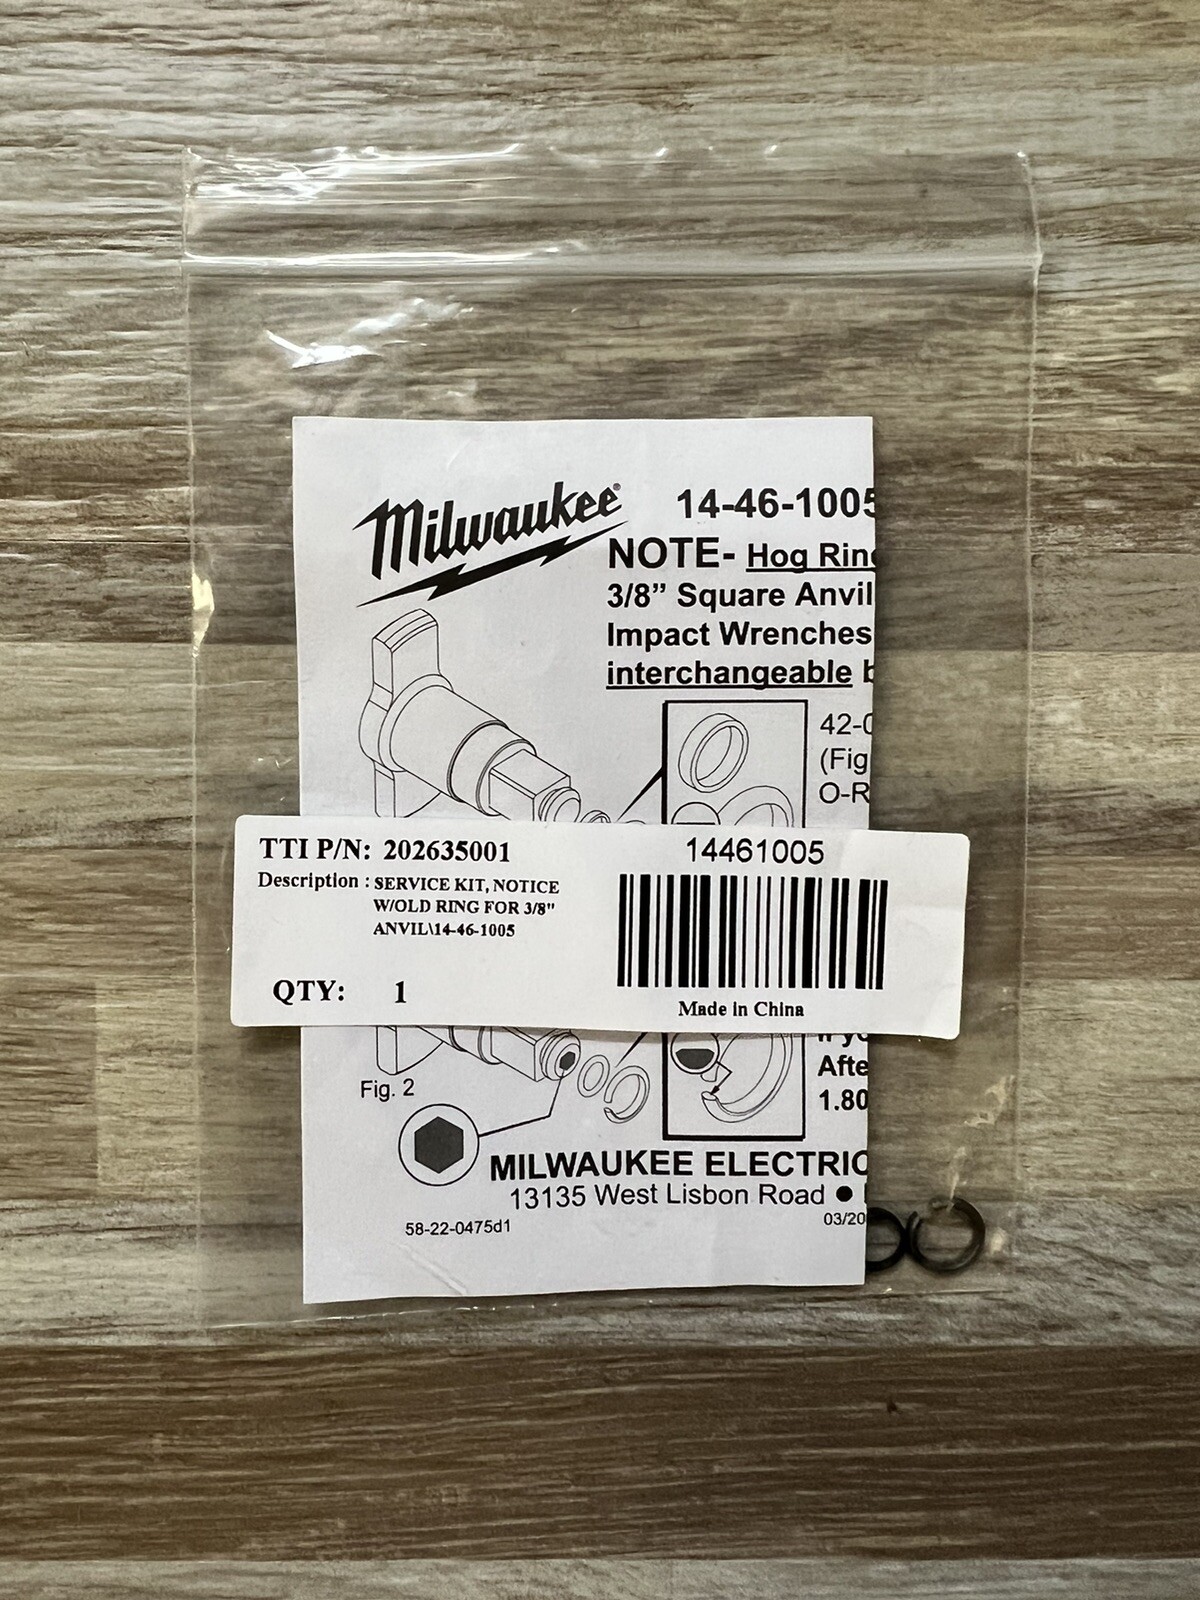 Milwaukee®
14-46-1005
NOTE- Hog Ring
3/8” Square Anvil
Impact Wrenches
interchangeable
(Fig
TTI P/N: 202635001
Description : SERVICE KIT, NOTICE
W/OLD RING FOR 3/8"
ANVIL\14-46-1005
QTY: 1
14461005
Made in China
Afte
1.80
Fig. 2
MILWAUKEE ELECTRIC
13135 West Lisbon Road ●
58-22-0475d1
03/20